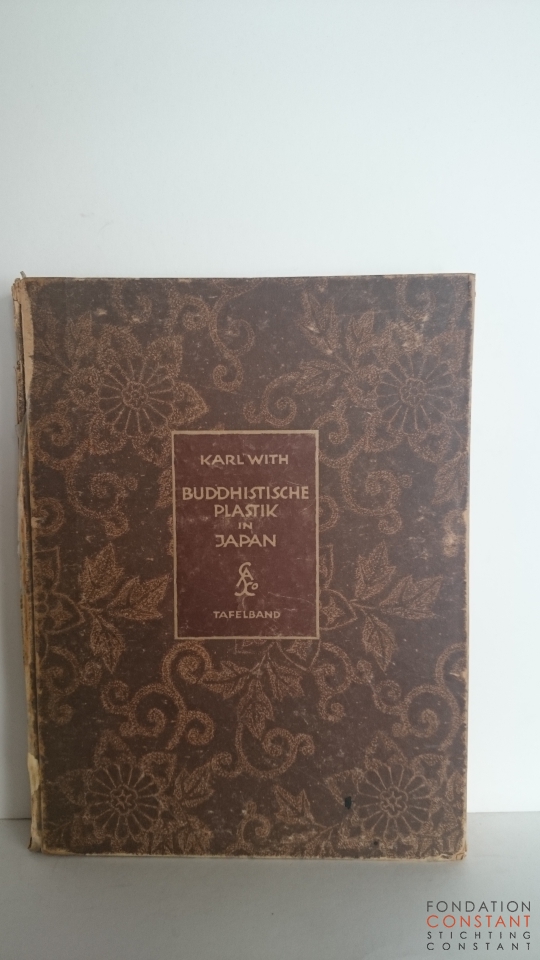 KARL WITH
BUDDHISTISCHE
PLASTIK
IN
JAPAN
TAFELBAND
FONDATION
CONSTANT
STICHTING
CONSTANT